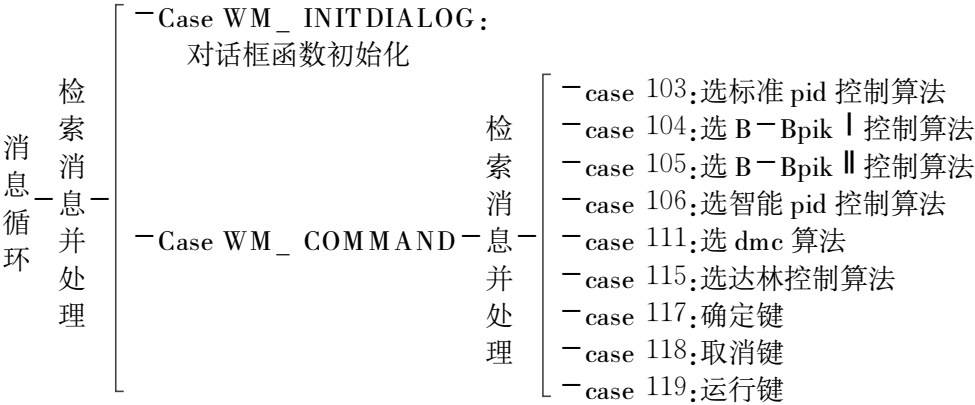 消息循环
检索消息并处理
Case WM_ INITDIALOG:
对话框函数初始化
Case WM_ COMMAND
检索消息并处理
case 103:选标准 pid 控制算法
case 104:选 B-Bpik Ⅰ 控制算法
case 105:选 B-Bpik Ⅱ 控制算法
case 106:选智能 pid 控制算法
case 111:选 dmc 算法
case 115:选达林控制算法
case 117:确定键
case 118:取消键
case 119:运行键